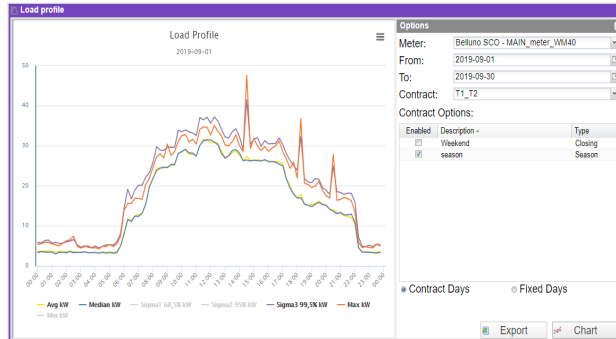 Load profile
Load Profile
2019-09-01
50
40
30
20
10
0
00:00 01:00 02:00 03:00 04:00 05:00 06:00 07:00 08:00 09:00 10:00 11:00 12:00 13:00 14:00 15:00 16:00 17:00 18:00 19:00 20:00 21:00 22:00 23:00 00:00
Avg kW Median kW Sigma1 68,5% kW Sigma2 95% kW Sigma3 99,5% kW Max kW
Min kW
Options
Meter: Belluno SCO - MAIN_meter_WM40
From: 2019-09-01
To: 2019-09-30
Contract: T1_T2
Contract Options:
Enabled Description Type
Weekend Closing
season Season
Contract Days Fixed Days
Export Chart